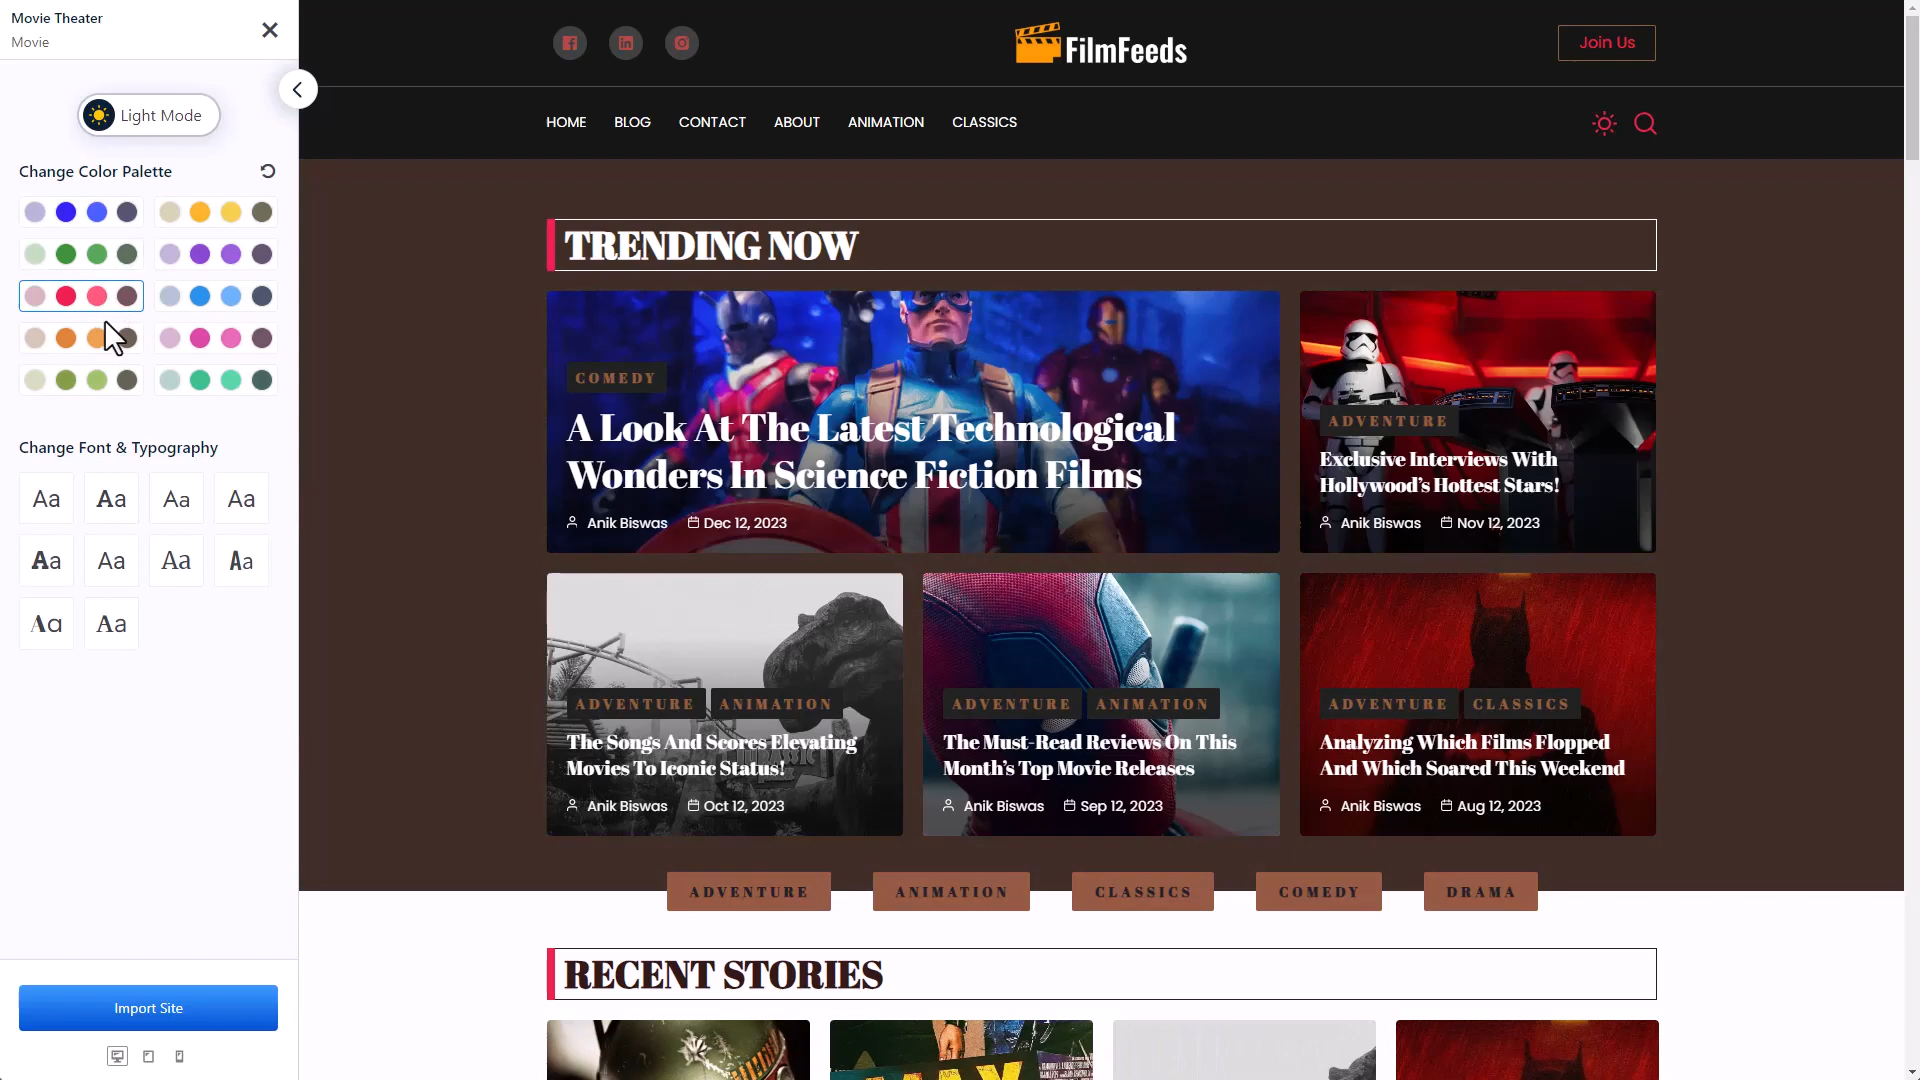 Movie Theater
Movie
Light Mode
Change Color Palette
Change Font & Typography
Aa Aa Aa Aa
Aa Aa Aa Aa
Aa Aa
Import Site
FilmFeeds
Join Us
HOME BLOG CONTACT ABOUT ANIMATION CLASSICS
TRENDING NOW
COMEDY
A Look At The Latest Technological
Wonders In Science Fiction Films
Anik Biswas Dec 12, 2023
ADVENTURE
Exclusive Interviews With
Hollywood's Hottest Stars!
Anik Biswas Nov 12, 2023
ADVENTURE ANIMATION
The Songs And Scores Elevating
Movies To Iconic Status!
Anik Biswas Oct 12, 2023
ADVENTURE ANIMATION
The Must-Read Reviews On This
Month's Top Movie Releases
Anik Biswas Sep 12, 2023
ADVENTURE CLASSICS
Analyzing Which Films Flopped
And Which Soared This Weekend
Anik Biswas Aug 12, 2023
ADVENTURE ANIMATION CLASSICS COMEDY DRAMA
RECENT STORIES